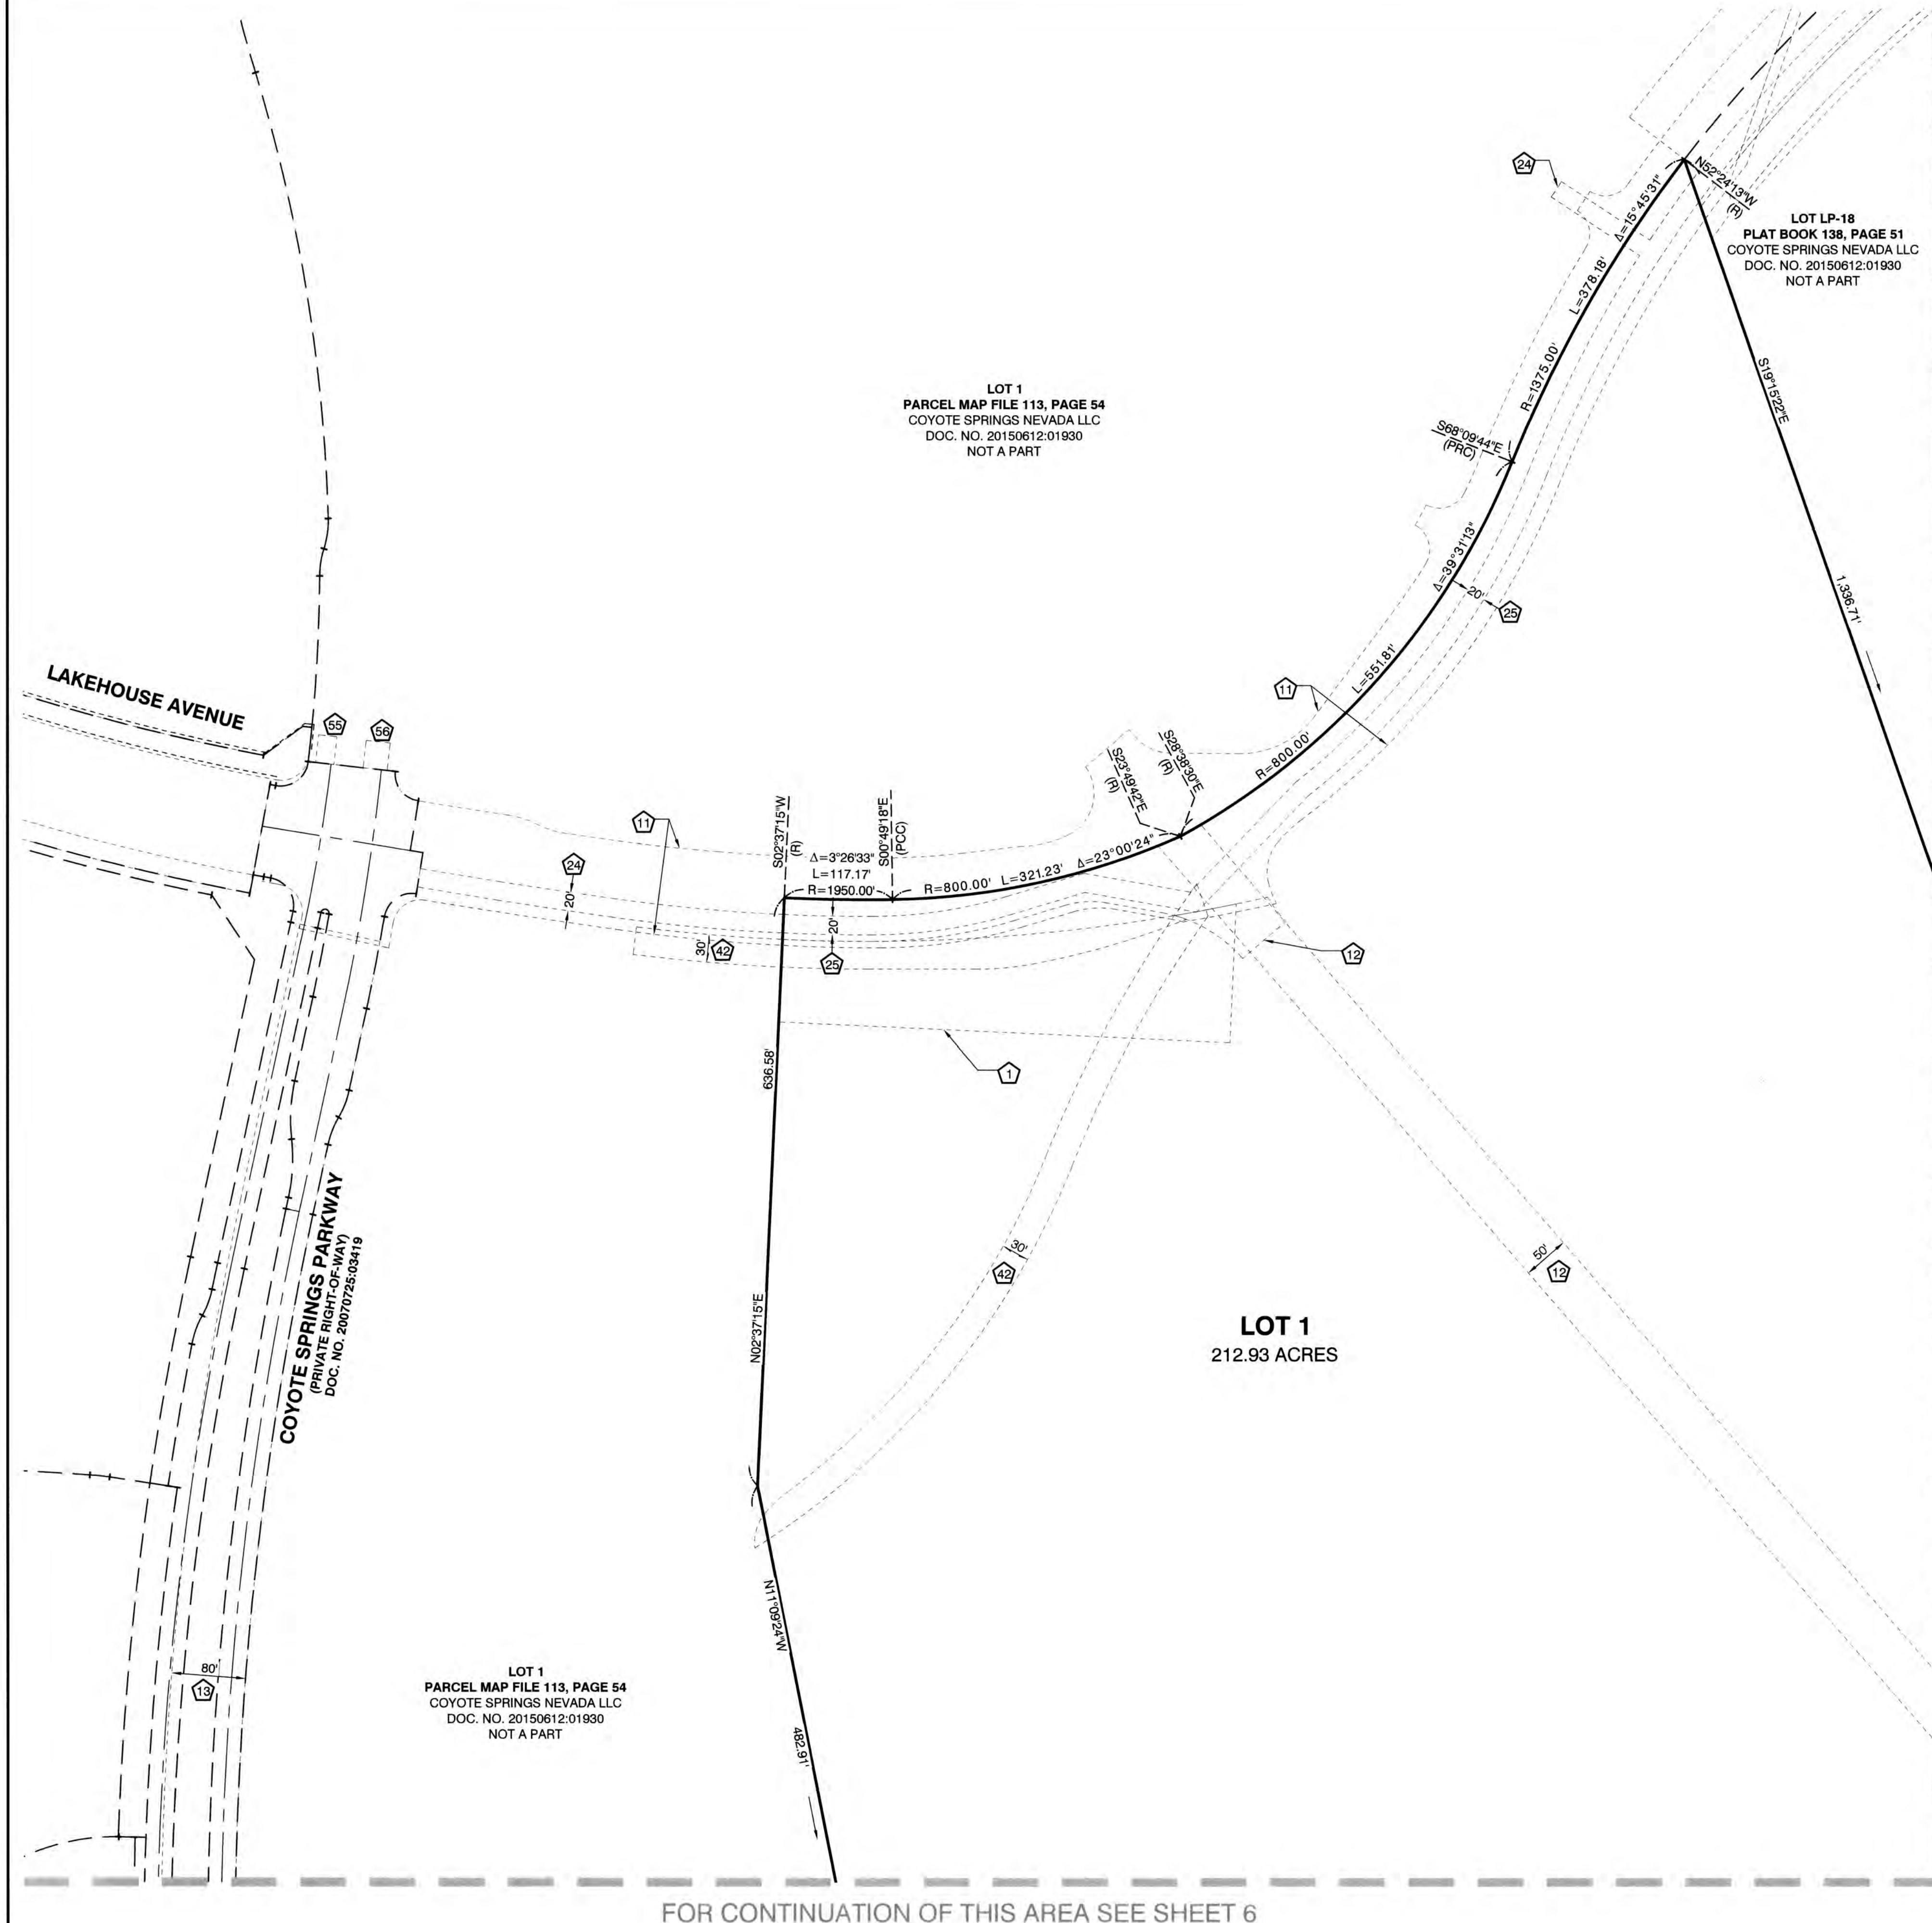 24
N52°24'13"W
(R)
Δ=15°45'31"
L=378.18'
R=1375.00'
LOT LP-18
PLAT BOOK 138, PAGE 51
COYOTE SPRINGS NEVADA LLC
DOC. NO. 20150612:01930
NOT A PART
S19°15'22"E
1,336.71'
LOT 1
PARCEL MAP FILE 113, PAGE 54
COYOTE SPRINGS NEVADA LLC
DOC. NO. 20150612:01930
NOT A PART
S68°09'44"E
(PRC)
Δ=39°31'13"
L=551.81'
R=800.00'
20'
25
11
LAKEHOUSE AVENUE
55
56
S28°38'30"E
(R)
S23°49'42"E
(R)
11
S02°37'15"W
(R)
S00°49'18"E
(PCC)
Δ=3°26'33"
L=117.17'
R=1950.00'
R=800.00' L=321.23' Δ=23°00'24"
24
20'
30'
42
20'
25
12
1
636.58'
N02°37'15"E
COYOTE SPRINGS PARKWAY
(PRIVATE RIGHT-OF-WAY)
DOC. NO. 20070725:03419
30'
42
50'
12
LOT 1
212.93 ACRES
N11°09'24"W
482.91'
80'
13
LOT 1
PARCEL MAP FILE 113, PAGE 54
COYOTE SPRINGS NEVADA LLC
DOC. NO. 20150612:01930
NOT A PART
FOR CONTINUATION OF THIS AREA SEE SHEET 6